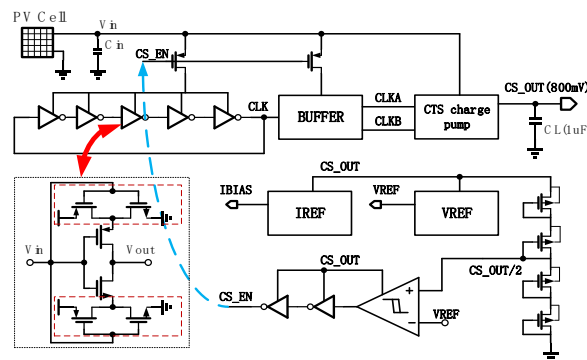 PV Cell
Vin
Cin
CS_EN
CLK
BUFFER
CLKA
CLKB
CTS charge
pump
CS_OUT(800mV)
CL(1uF
CS_OUT
IBIAS
IREF
VREF
VREF
Vin
Vout
CS_OUT
CS_OUT/2
CS_EN
+
−
VREF